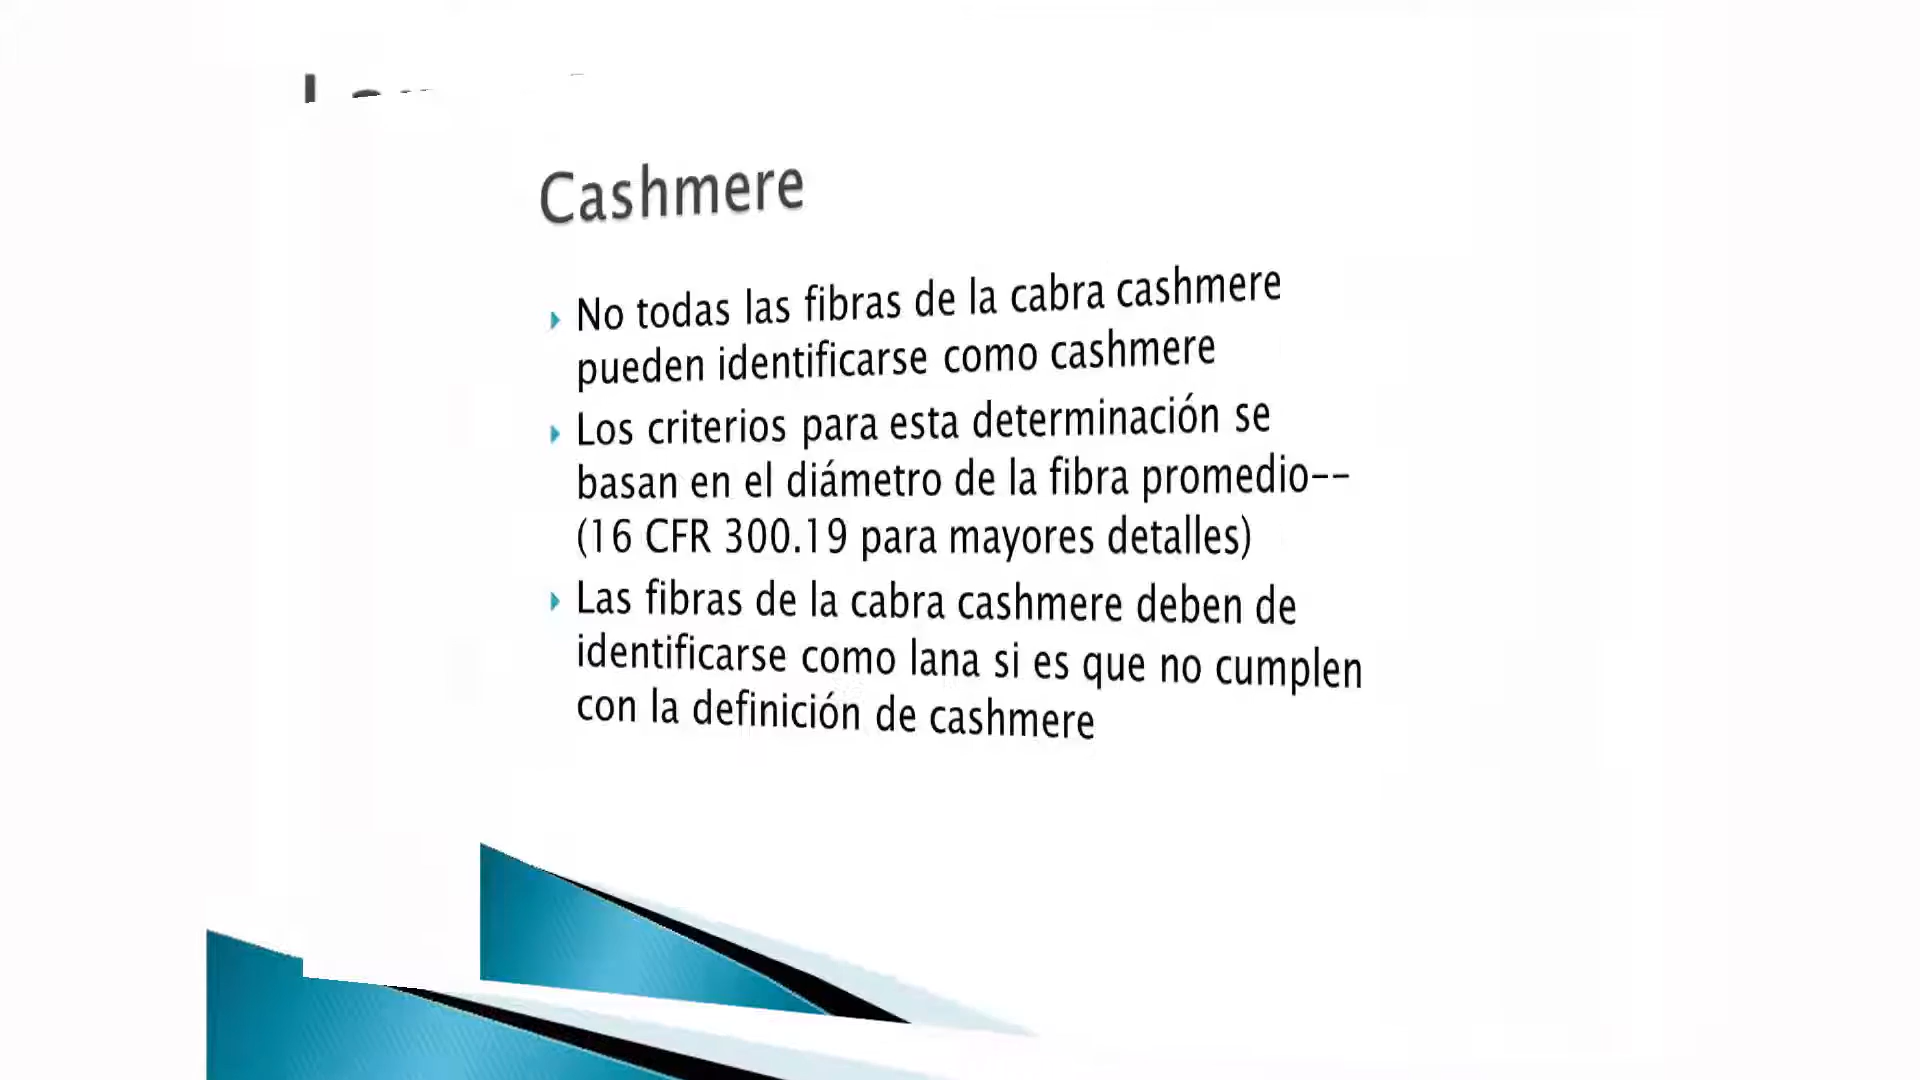 Cashmere
No todas las fibras de la cabra cashmere
pueden identificarse como cashmere
Los criterios para esta determinación se
basan en el diámetro de la fibra promedio--
(16 CFR 300.19 para mayores detalles)
Las fibras de la cabra cashmere deben de
identificarse como lana si es que no cumplen
con la definición de cashmere